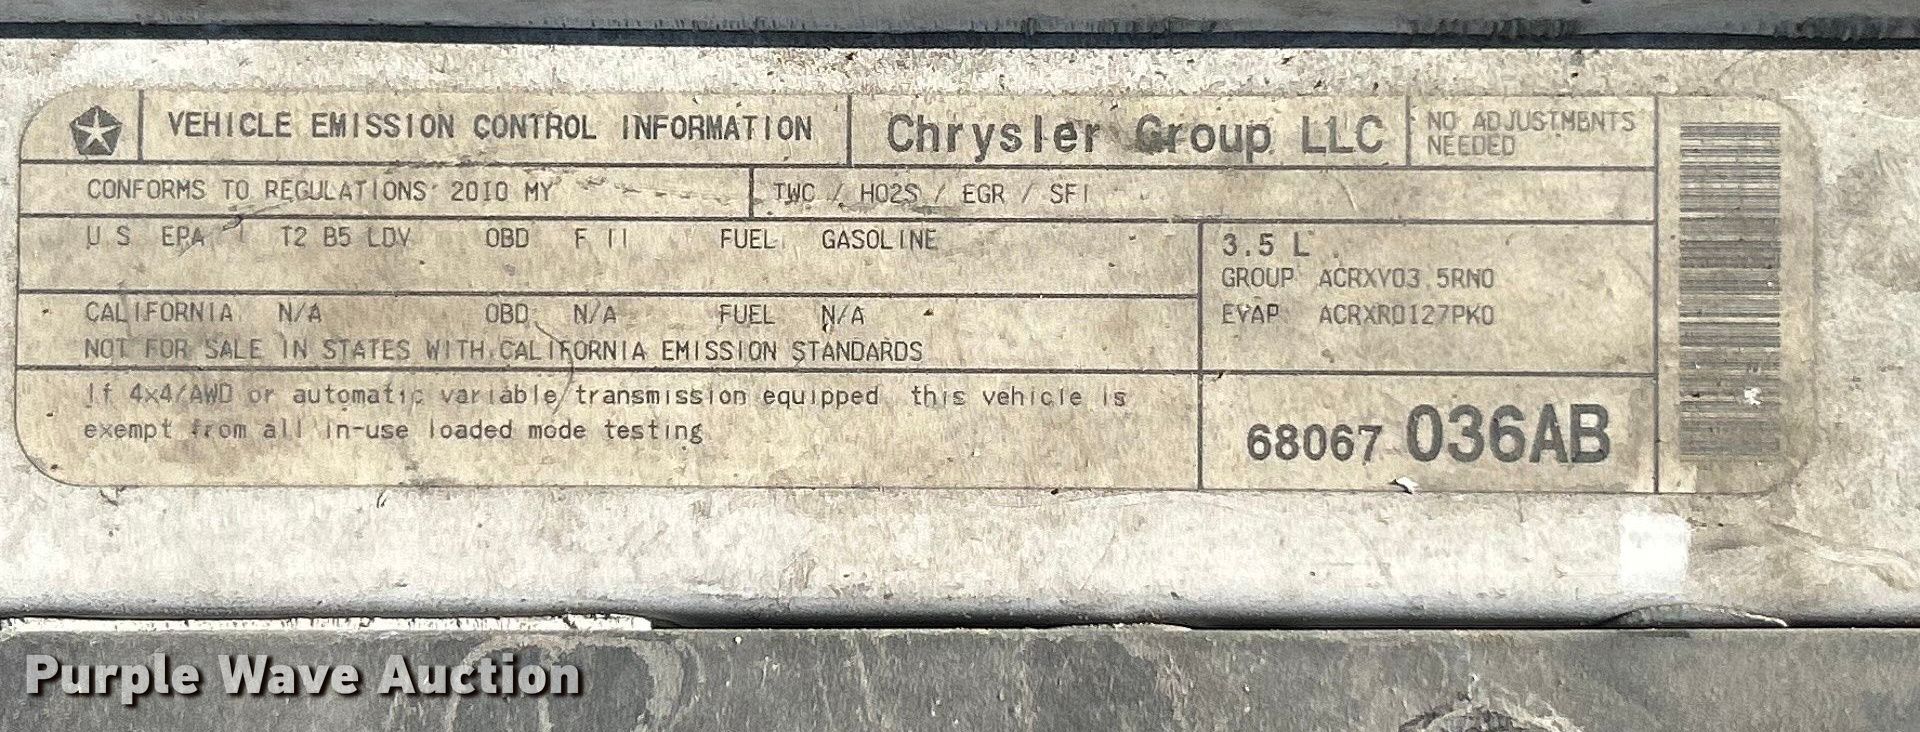 VEHICLE EMISSION CONTROL INFORMATION
Chrysler Group LLC
NO ADJUSTMENTS
NEEDED
CONFORMS TO REGULATIONS: 2010 MY
TWC / HO2S / EGR / SFI
U S EPA T2 B5 LDV OBD F II FUEL GASOLINE
CALIFORNIA N/A OBD N/A FUEL N/A
NOT FOR SALE IN STATES WITH CALIFORNIA EMISSION STANDARDS
3.5 L
GROUP ACRXV03.5RN0
EVAP ACRXR0127PK0
If 4x4/AWD or automatic variable transmission equipped this vehicle is
exempt from all in-use loaded mode testing
68067 036AB
Purple Wave Auction